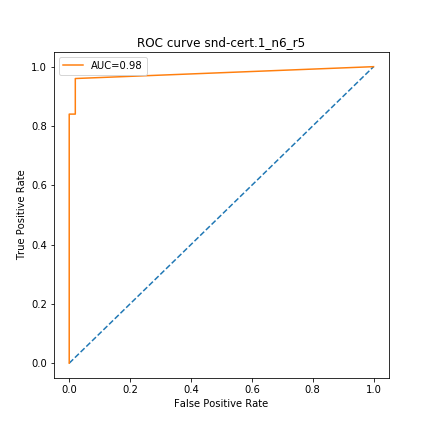 ROC curve snd-cert.1_n6_r5
AUC=0.98
1.0
0.8
0.6
0.4
0.2
0.0
True Positive Rate
0.0 0.2 0.4 0.6 0.8 1.0
False Positive Rate